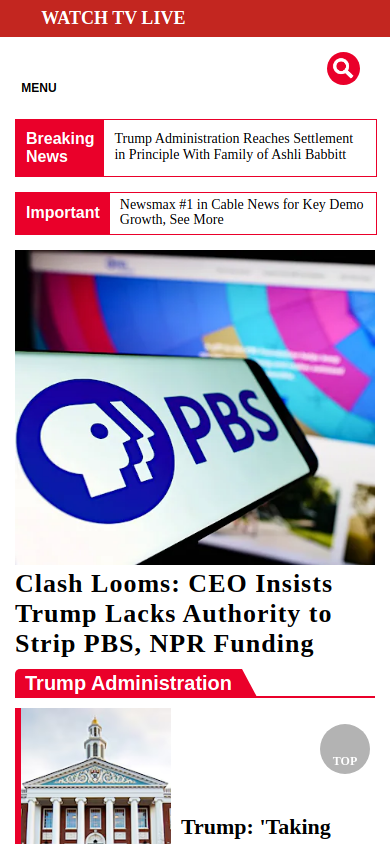 WATCH TV LIVE
MENU
Breaking
News
Trump Administration Reaches Settlement
in Principle With Family of Ashli Babbitt
Important
Newsmax #1 in Cable News for Key Demo
Growth, See More
PBS
Clash Looms: CEO Insists
Trump Lacks Authority to
Strip PBS, NPR Funding
Trump Administration
TOP
Trump: 'Taking